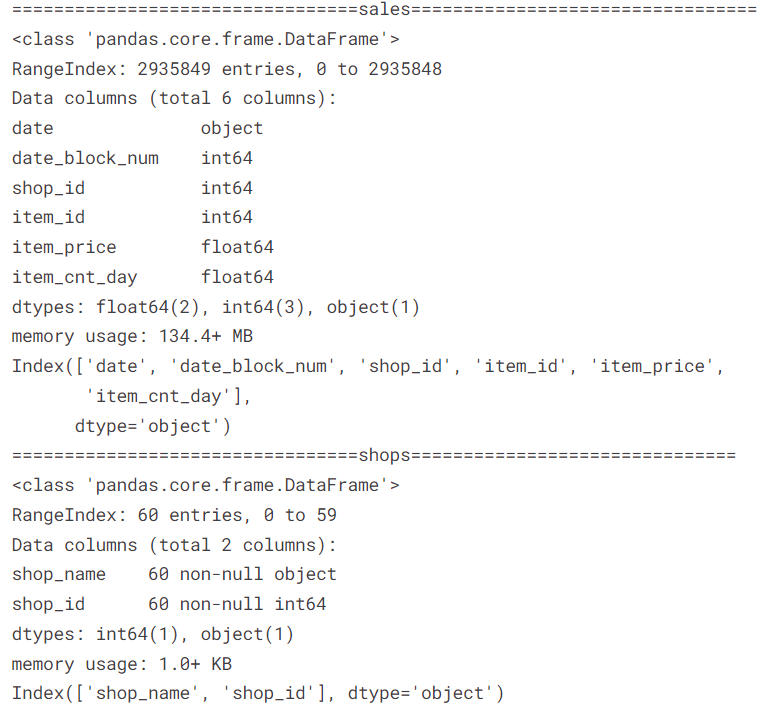 =================================sales=================================
<class 'pandas.core.frame.DataFrame'>
RangeIndex: 2935849 entries, 0 to 2935848
Data columns (total 6 columns):
date              object
date_block_num    int64
shop_id           int64
item_id           int64
item_price        float64
item_cnt_day      float64
dtypes: float64(2), int64(3), object(1)
memory usage: 134.4+ MB
Index(['date', 'date_block_num', 'shop_id', 'item_id', 'item_price',
       'item_cnt_day'],
      dtype='object')
=================================shops===============================
<class 'pandas.core.frame.DataFrame'>
RangeIndex: 60 entries, 0 to 59
Data columns (total 2 columns):
shop_name    60 non-null object
shop_id      60 non-null int64
dtypes: int64(1), object(1)
memory usage: 1.0+ KB
Index(['shop_name', 'shop_id'], dtype='object')